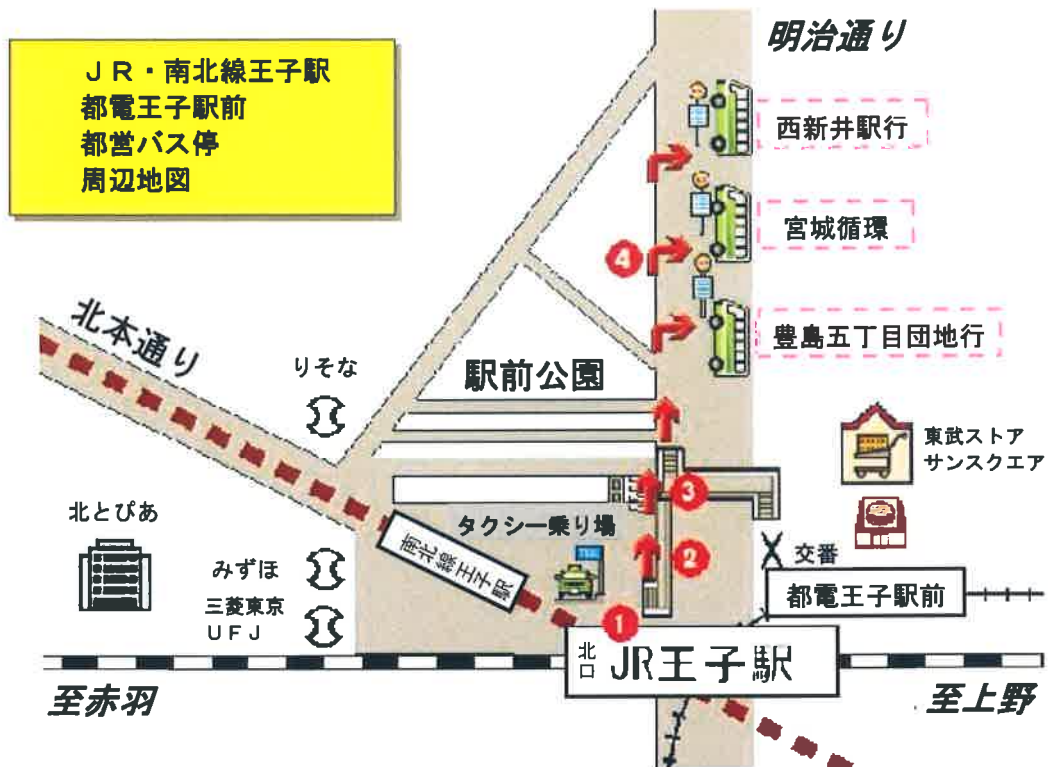 JR・南北線王子駅
都電王子駅前
都営バス停
周辺地図
明治通り
西新井駅行
宮城循環
4
豊島五丁目団地行
北本通り
りそな
駅前公園
東武ストア
サンスクエア
3
北とぴあ
タクシー乗り場
南北線王子駅
TAXI
2
交番
みずほ
都電王子駅前
三菱東京
UFJ
1
北口
JR王子駅
至赤羽
至上野